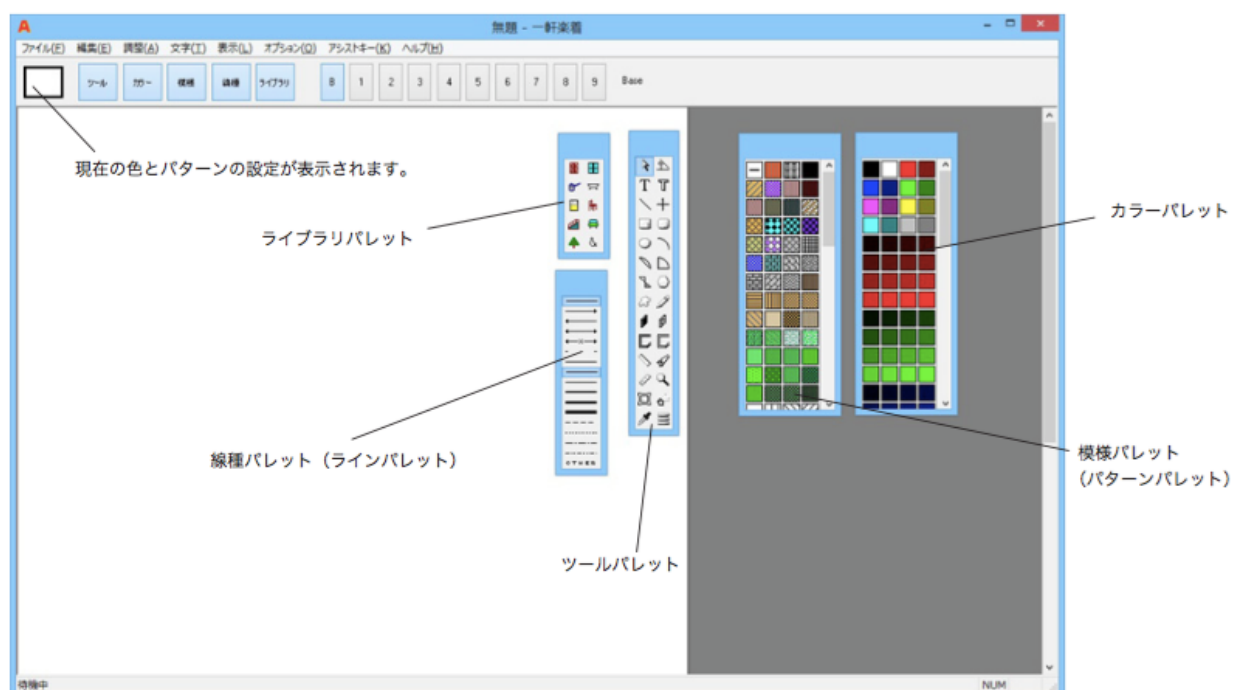 A
無題 - 一軒楽着
ファイル(F) 編集(E) 調整(A) 文字(T) 表示(L) オプション(O) アシストキー(K) ヘルプ(H)
ツール カラー 模様 線種 ライブラリ B 1 2 3 4 5 6 7 8 9 Base
現在の色とパターンの設定が表示されます。
カラーパレット
ライブラリパレット
模様パレット
(パターンパレット)
線種パレット(ラインパレット)
OTHER
ツールパレット
待機中 NUM